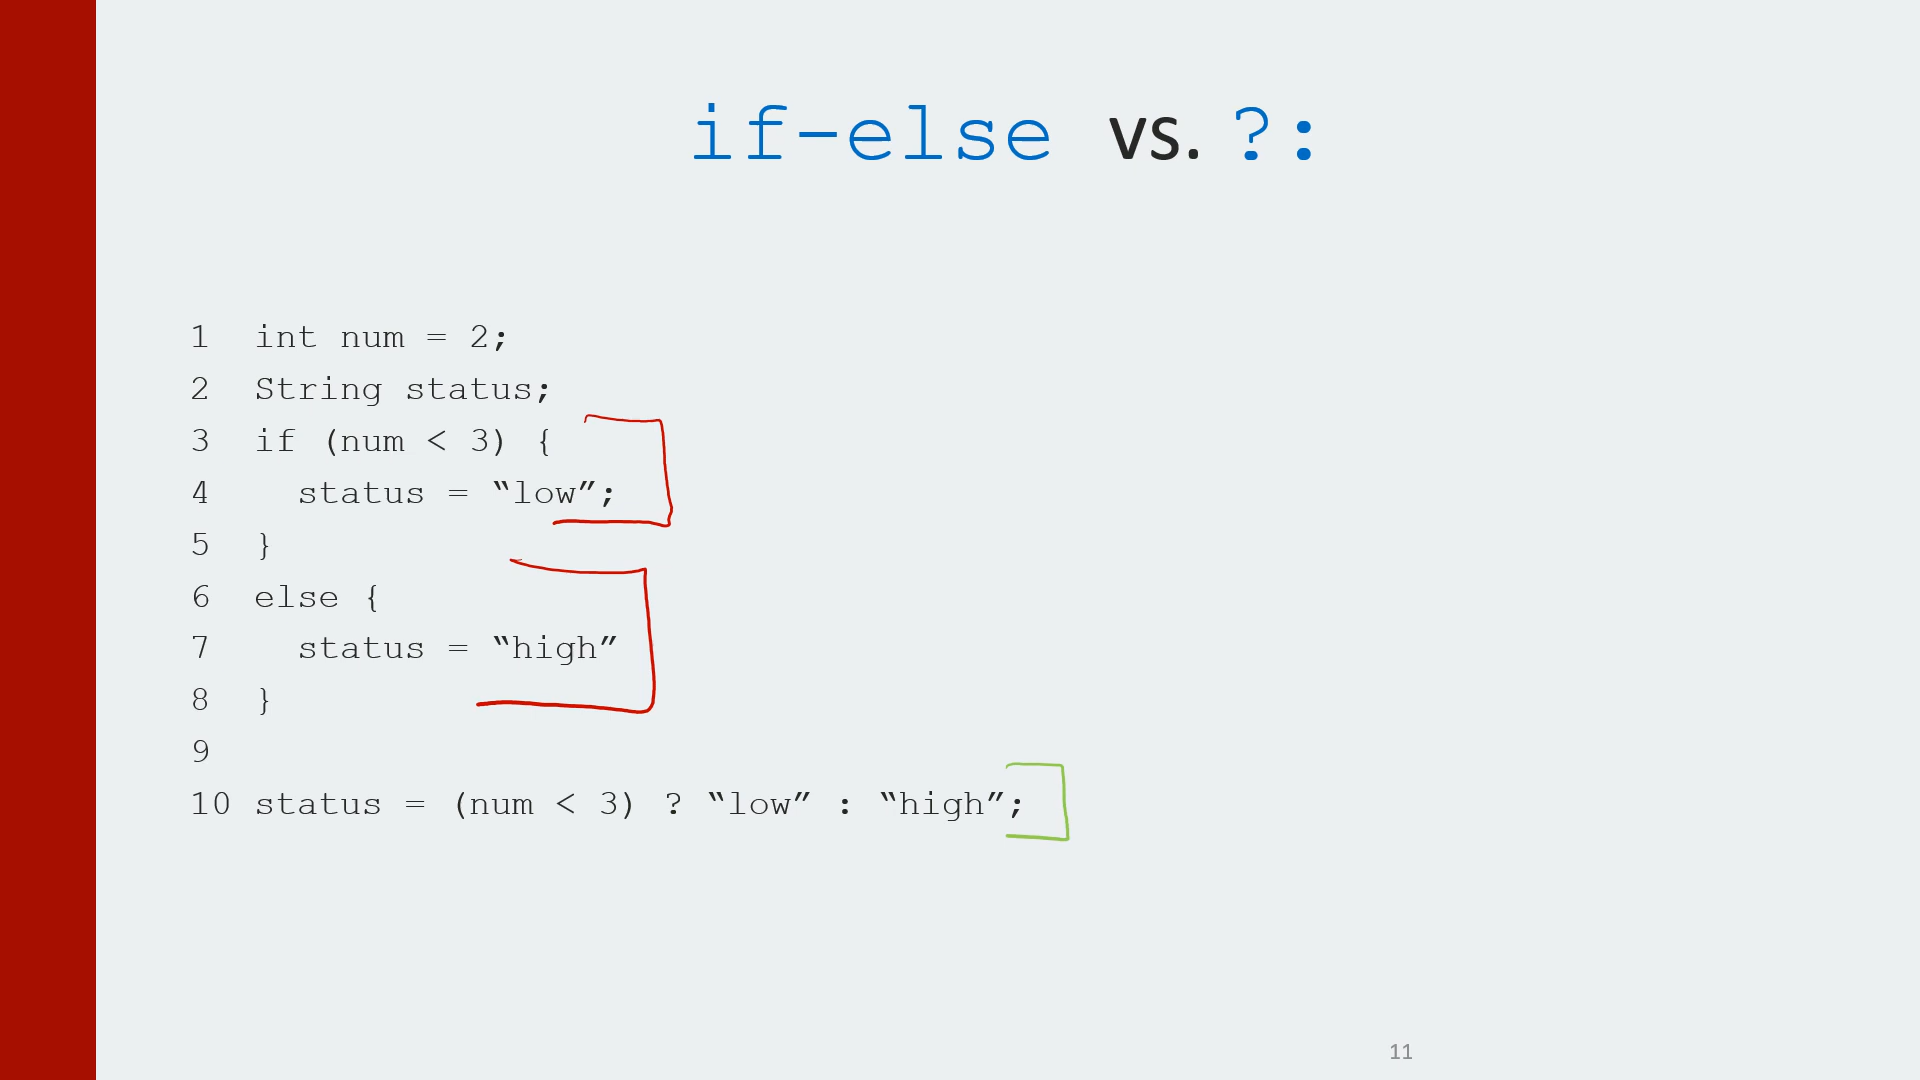 if-else vs. ?:
1  int num = 2;
2  String status;
3  if (num < 3) {
4    status = “low”;
5  }
6  else {
7    status = “high”
8  }
9
10 status = (num < 3) ? “low” : “high”;
11